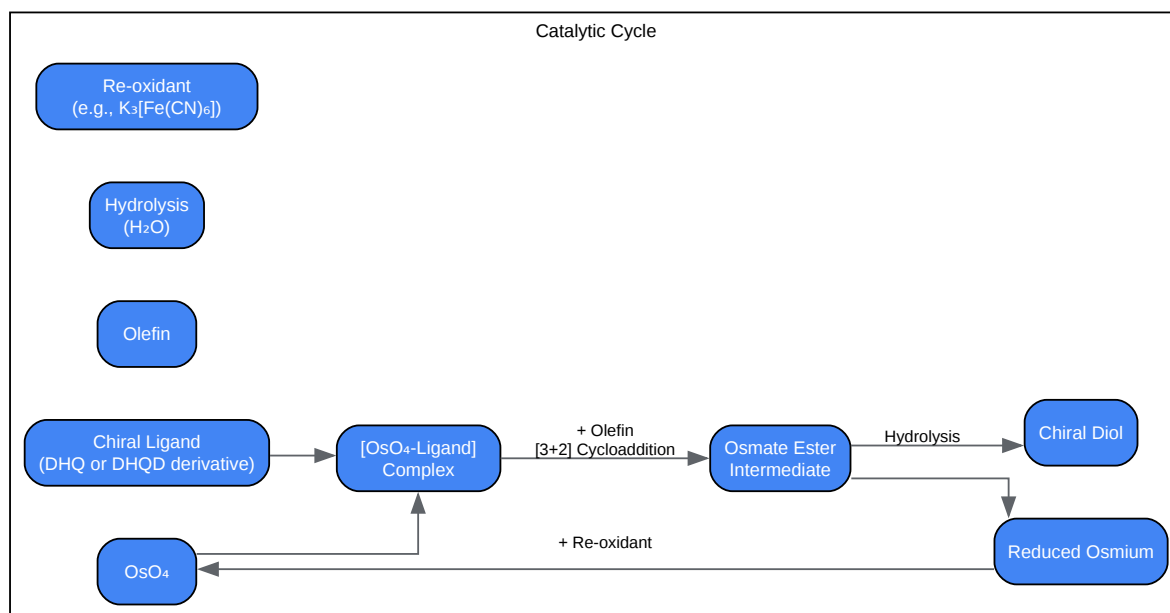 Catalytic Cycle
Re-oxidant
(e.g., K₃[Fe(CN)₆])
Hydrolysis
(H₂O)
Olefin
Chiral Ligand
(DHQ or DHQD derivative)
[OsO₄-Ligand]
Complex
+ Olefin
[3+2] Cycloaddition
Osmate Ester
Intermediate
Hydrolysis
Chiral Diol
OsO₄
+ Re-oxidant
Reduced Osmium